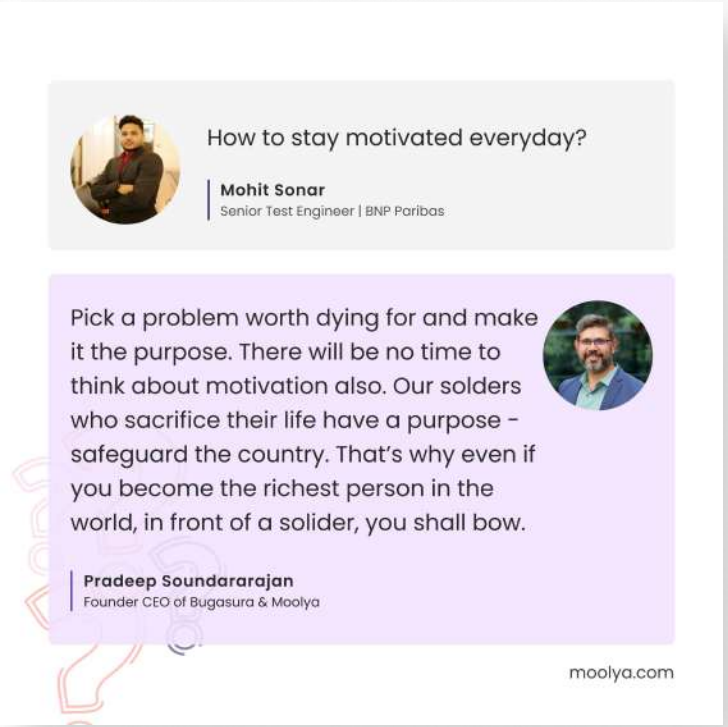 How to stay motivated everyday?
Mohit Sonar
Senior Test Engineer | BNP Paribas
Pick a problem worth dying for and make
it the purpose. There will be no time to
think about motivation also. Our solders
who sacrifice their life have a purpose -
safeguard the country. That's why even if
you become the richest person in the
world, in front of a solider, you shall bow.
Pradeep Soundararajan
Founder CEO of Bugasura & Moolya
moolya.com